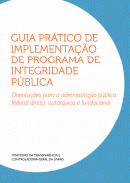 GUIA PRÁTICO DE
IMPLEMENTAÇÃO
DE PROGRAMA DE
INTEGRIDADE
PÚBLICA
Orientações para a administração pública
federal direta, autárquica e fundacional
MINISTÉRIO DA TRANSPARÊNCIA E
CONTROLADORIA-GERAL DA UNIÃO